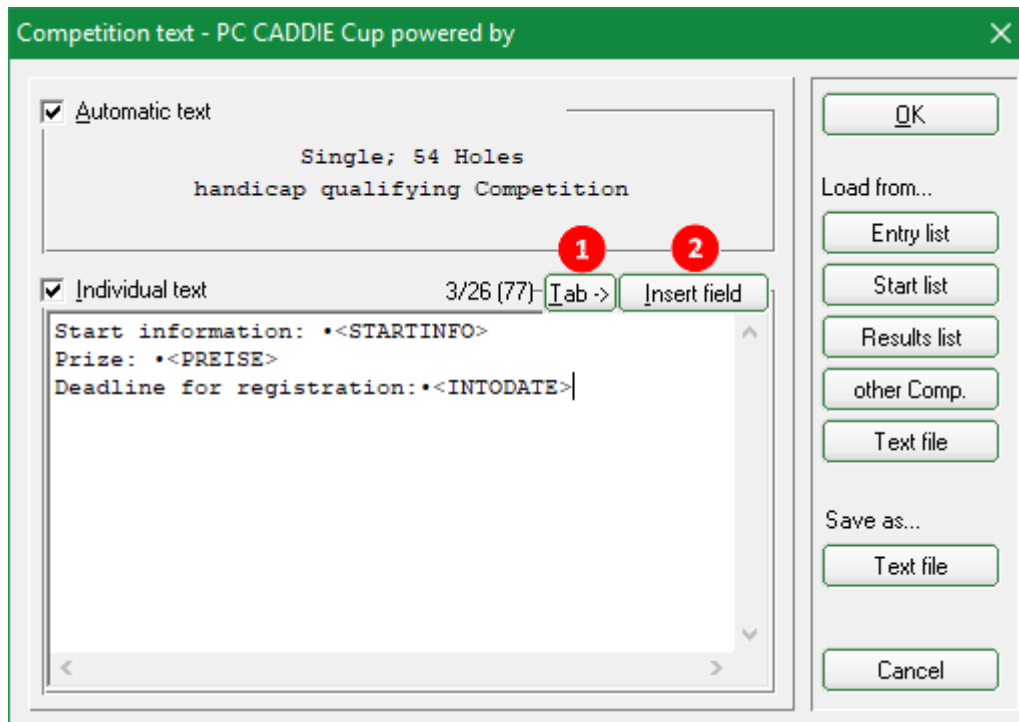 Competition text - PC CADDIE Cup powered by
Automatic text
Single; 54 Holes
handicap qualifying Competition
1
2
Individual text
3/26 (77)
Tab ->
Insert field
Start information: •<STARTINFO>
Prize: •<PREISE>
Deadline for registration:•<INTODATE>
OK
Load from...
Entry list
Start list
Results list
other Comp.
Text file
Save as...
Text file
Cancel